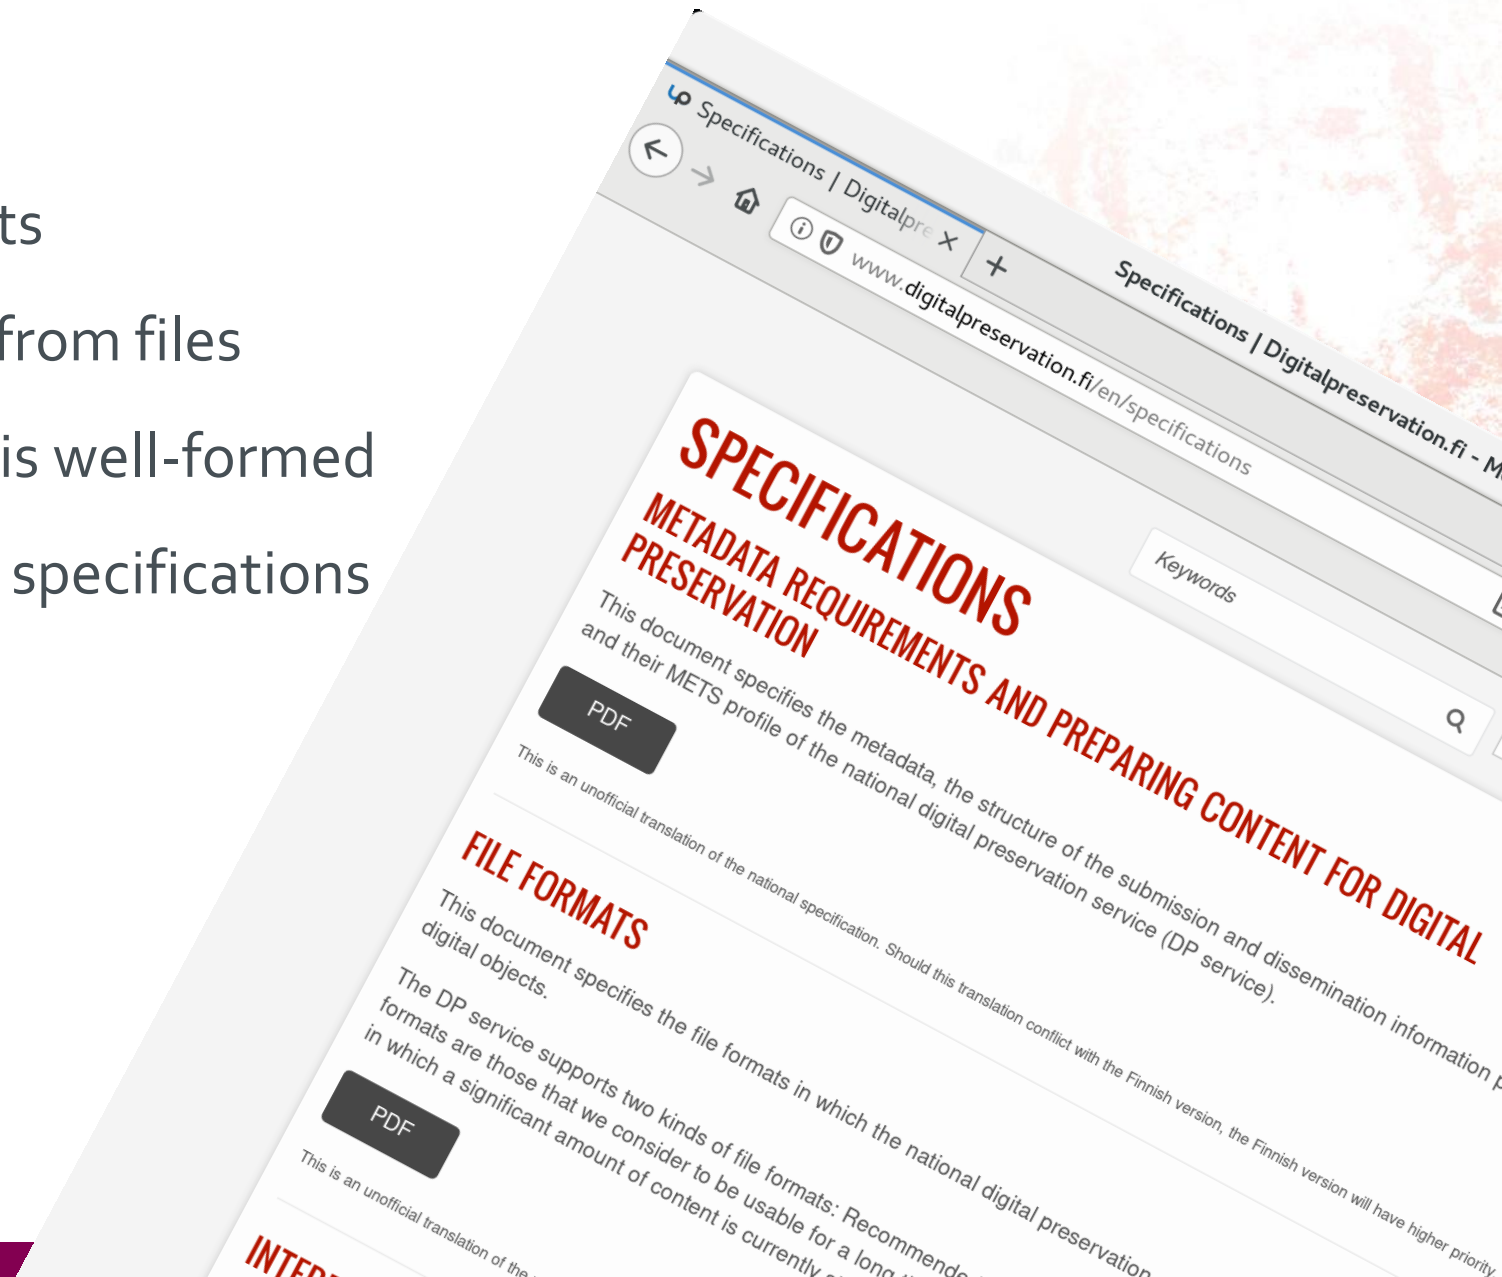 ts
from files
is well-formed
specifications
Specifications | Digitalpre
Specifications | Digitalpreservation.fi - M
www.digitalpreservation.fi/en/specifications
Keywords
SPECIFICATIONS
METADATA REQUIREMENTS AND PREPARING CONTENT FOR DIGITAL
PRESERVATION
This document specifies the metadata, the structure of the submission and dissemination information p
and their METS profile of the national digital preservation service (DP service).
PDF
This is an unofficial translation of the national specification. Should this translation conflict with the Finnish version, the Finnish version will have higher priority.
FILE FORMATS
This document specifies the file formats in which the national digital preservation
digital objects.
The DP service supports two kinds of file formats: Recommende
formats are those that we consider to be usable for a long
in which a significant amount of content is currently
PDF
This is an unofficial translation of the